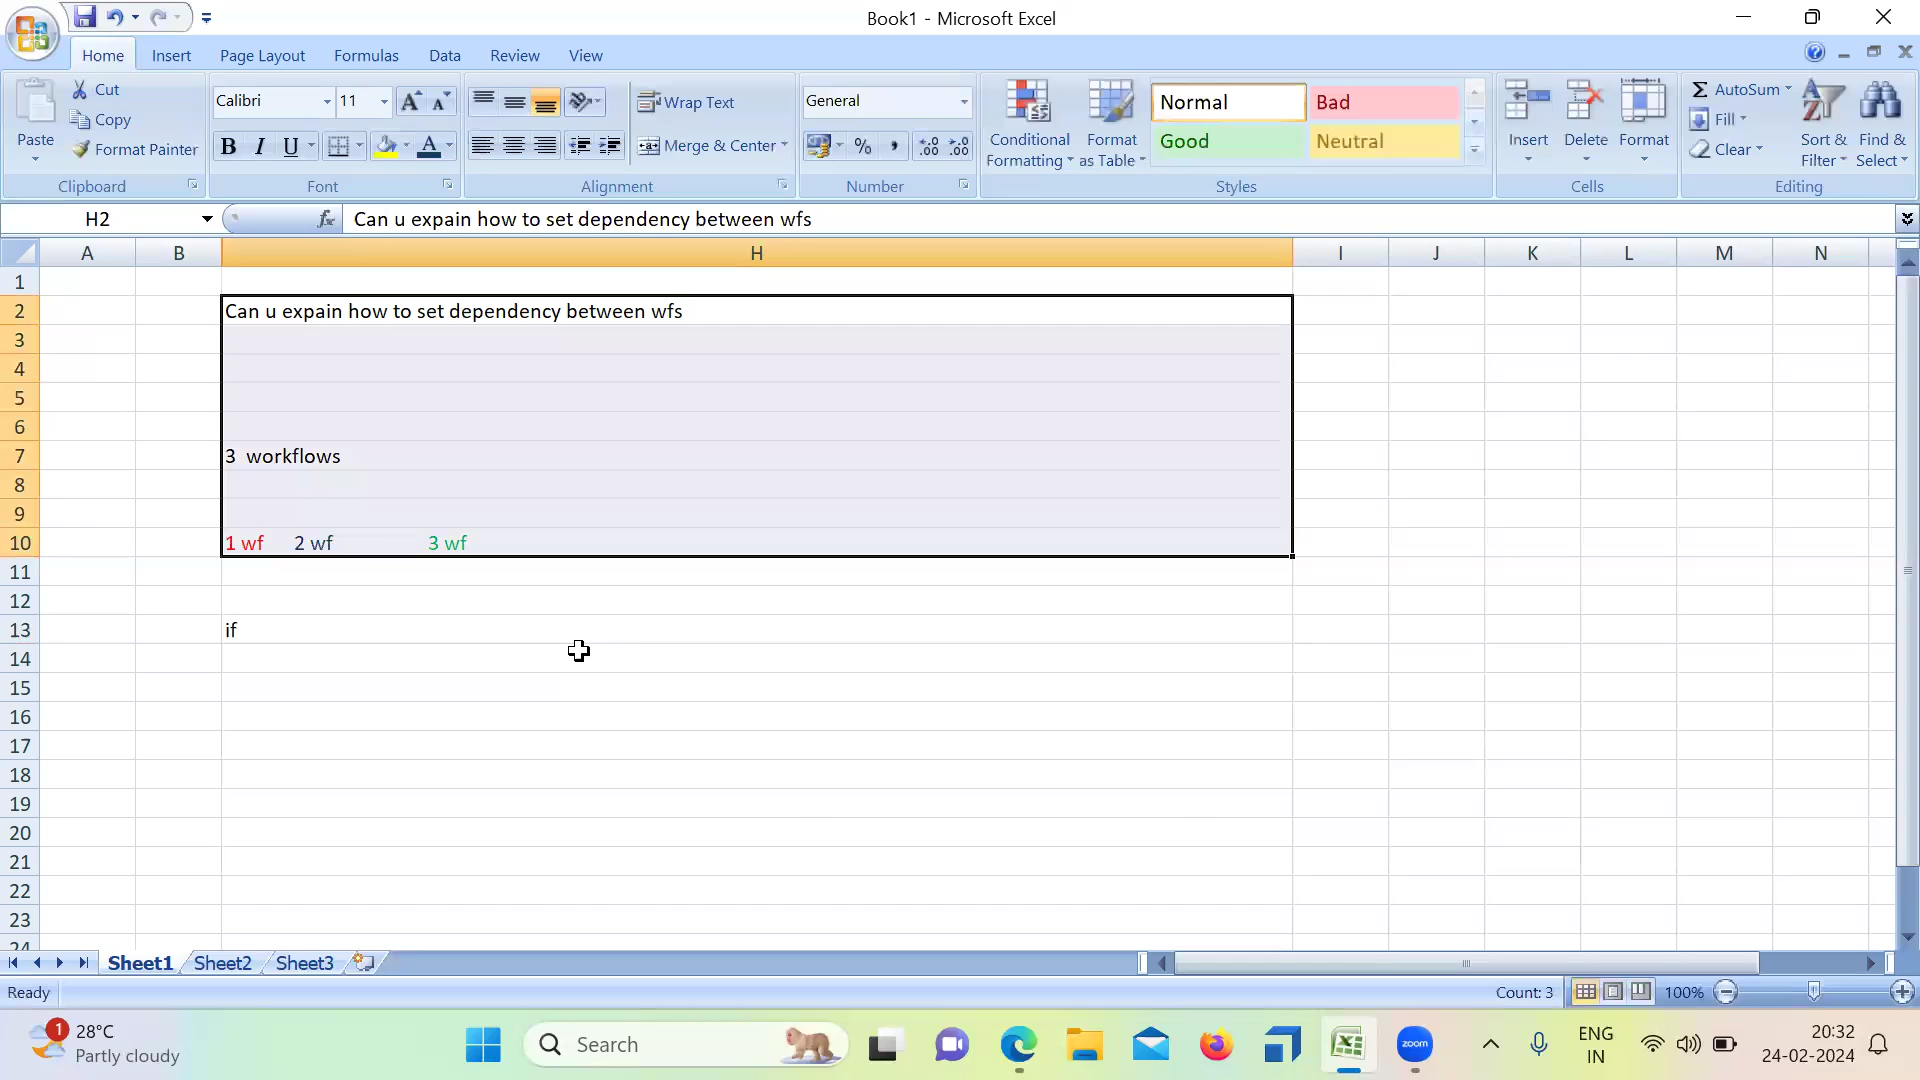 Book1 - Microsoft Excel
Home Insert Page Layout Formulas Data Review View
Paste
Cut
Copy
Format Painter
Clipboard
Calibri 11
B I U A
Font
Wrap Text
Merge & Center
Alignment
General
% ,
Number
Conditional Formatting
Format as Table
Normal Bad
Good Neutral
Styles
Insert Delete Format
Cells
AutoSum
Fill
Clear
Sort & Filter
Find & Select
Editing
H2 fx Can u expain how to set dependency between wfs
A B H I J K L M N
1
2 Can u expain how to set dependency between wfs
3
4
5
6
7 3 workflows
8
9
10 1 wf 2 wf 3 wf
11
12
13 if
14
15
16
17
18
19
20
21
22
23
24
Sheet1 Sheet2 Sheet3
Ready Count: 3 100%
1 28°C
Partly cloudy
Search
zoom
ENG
IN
20:32
24-02-2024